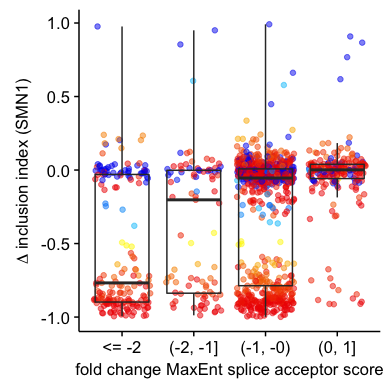 Δ inclusion index (SMN1)
1.0
0.5
0.0
-0.5
-1.0
<= -2 (-2, -1] (-1, -0) (0, 1]
fold change MaxEnt splice acceptor score